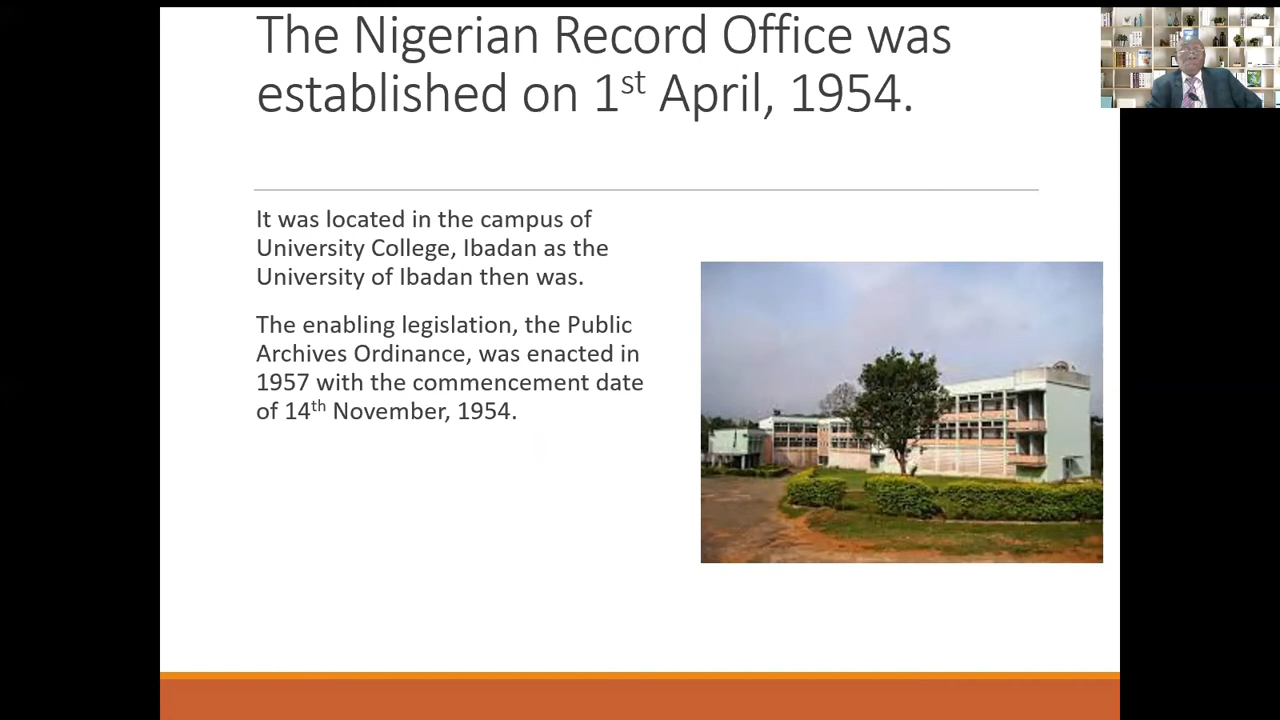 The Nigerian Record Office was
established on 1st April, 1954.
It was located in the campus of
University College, Ibadan as the
University of Ibadan then was.
The enabling legislation, the Public
Archives Ordinance, was enacted in
1957 with the commencement date
of 14th November, 1954.